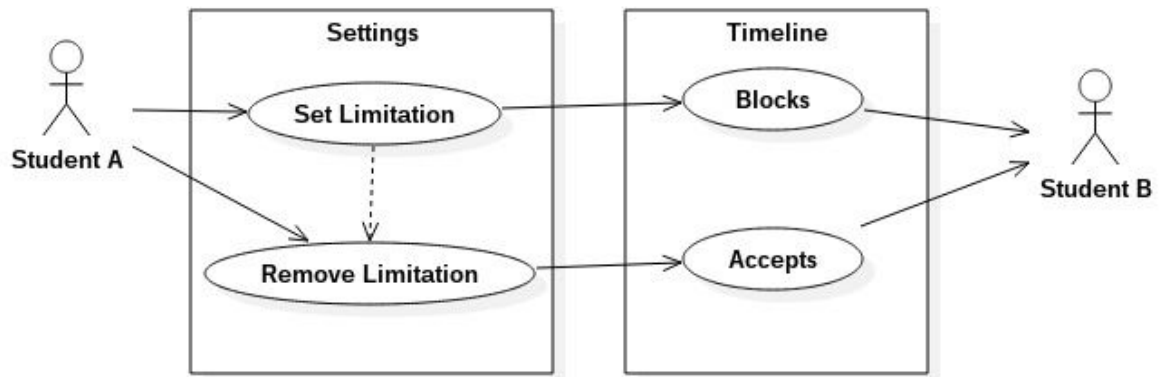 Settings
Timeline
Set Limitation
Blocks
Student A
Student B
Remove Limitation
Accepts